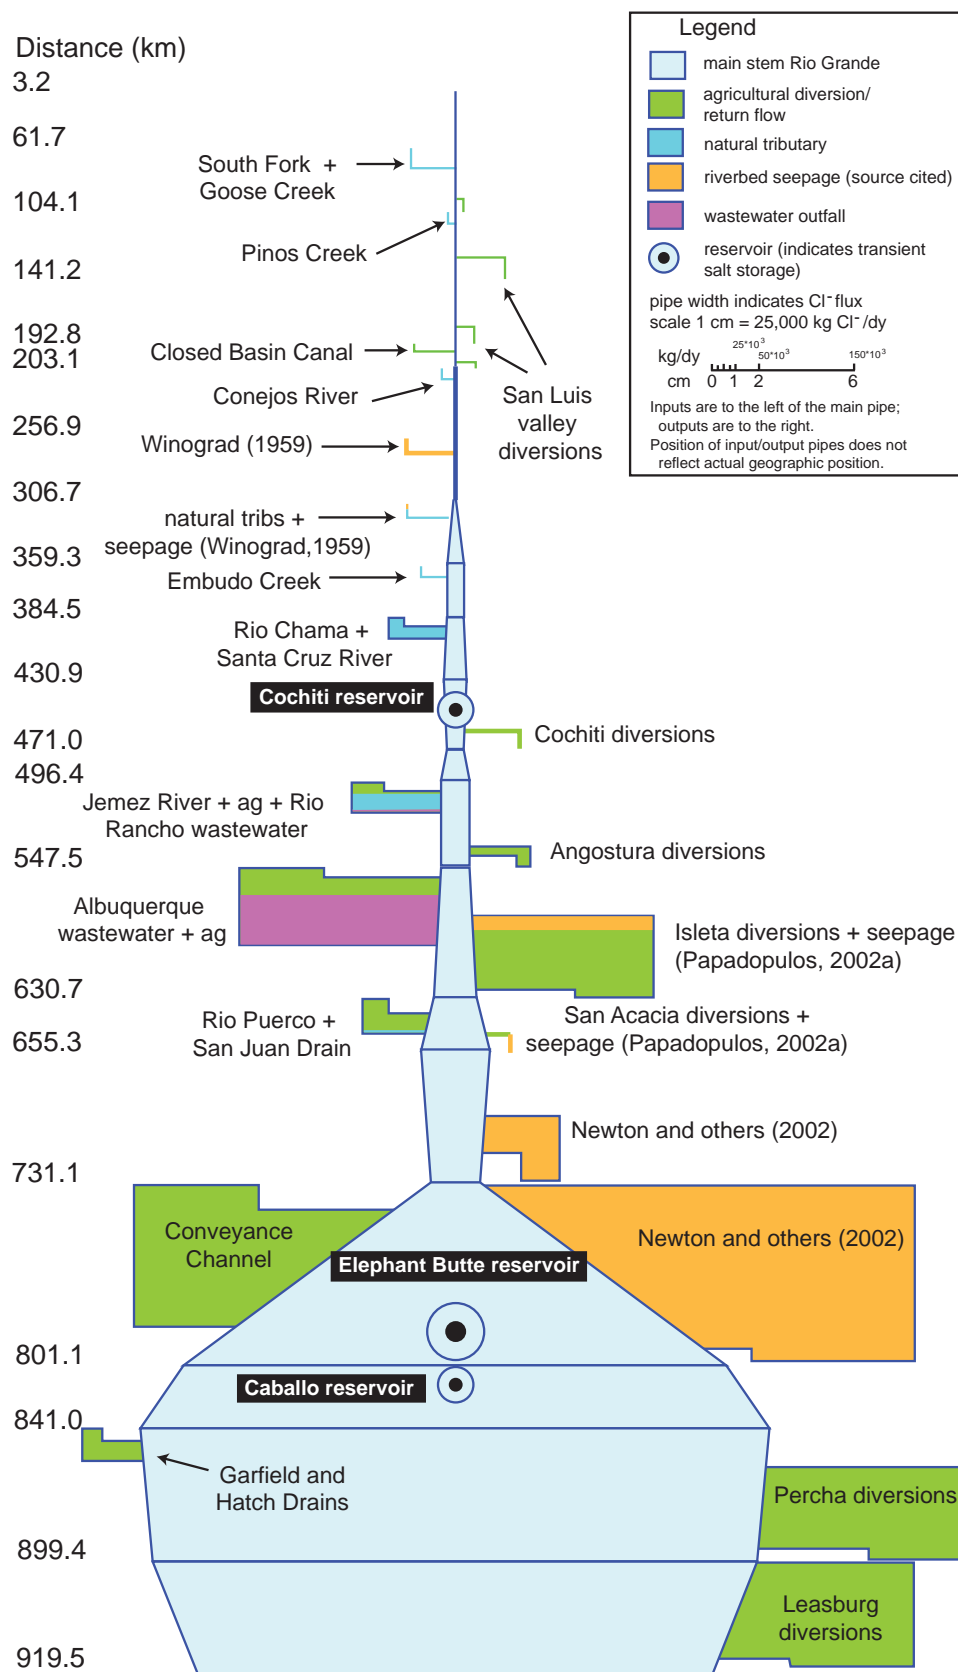 Distance (km)
3.2
61.7
104.1
141.2
192.8
203.1
256.9
306.7
359.3
384.5
430.9
471.0
496.4
547.5
630.7
655.3
731.1
801.1
841.0
899.4
919.5
South Fork +
Goose Creek
Pinos Creek
Closed Basin Canal
Conejos River
San Luis
valley
diversions
Winograd (1959)
natural tribs +
seepage (Winograd,1959)
Embudo Creek
Rio Chama +
Santa Cruz River
Cochiti reservoir
Cochiti diversions
Jemez River + ag + Rio
Rancho wastewater
Angostura diversions
Albuquerque
wastewater + ag
Isleta diversions + seepage
(Papadopulos, 2002a)
Rio Puerco +
San Juan Drain
San Acacia diversions +
seepage (Papadopulos, 2002a)
Newton and others (2002)
Conveyance
Channel
Newton and others (2002)
Elephant Butte reservoir
Caballo reservoir
Garfield and
Hatch Drains
Percha diversions
Leasburg
diversions
Legend
main stem Rio Grande
agricultural diversion/
return flow
natural tributary
riverbed seepage (source cited)
wastewater outfall
reservoir (indicates transient
salt storage)
pipe width indicates Cl⁻ flux
scale 1 cm = 25,000 kg Cl⁻/dy
25*10³
kg/dy 50*10³ 150*10³
cm 0 1 2 6
Inputs are to the left of the main pipe;
outputs are to the right.
Position of input/output pipes does not
reflect actual geographic position.